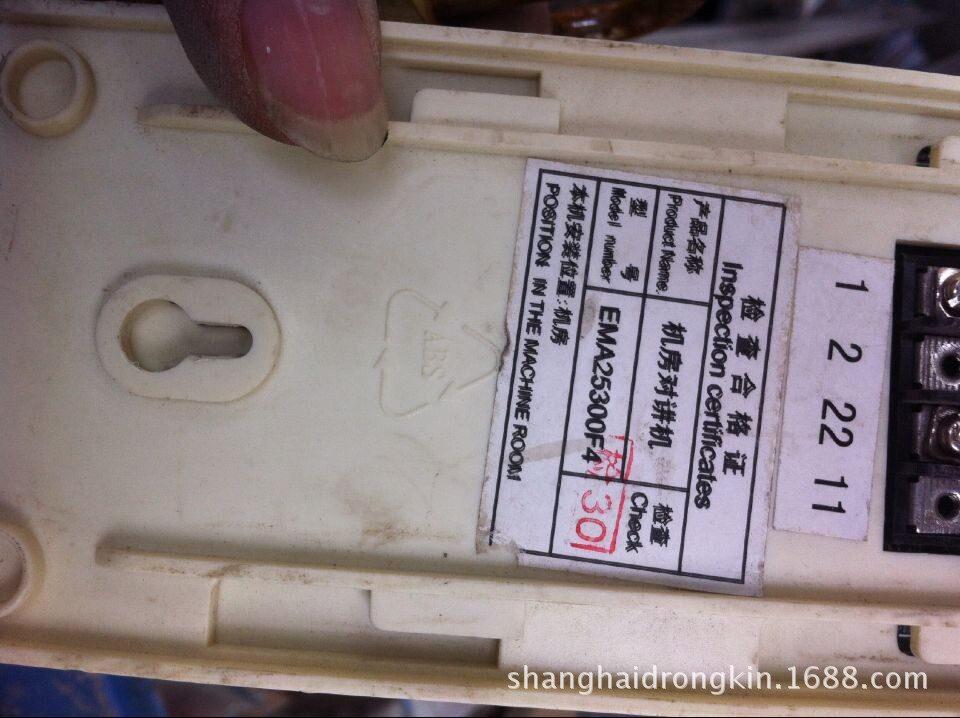 检查合格证
Inspection certificates
产品名称
Product Name:
机房对讲机
检查
Check
型号
Model number
EMA25300F4
检 30
本机安装位置:机房
POSITION IN THE MACHINE ROOM
1 2 22 11
ABS
shanghaidrongkin.1688.com